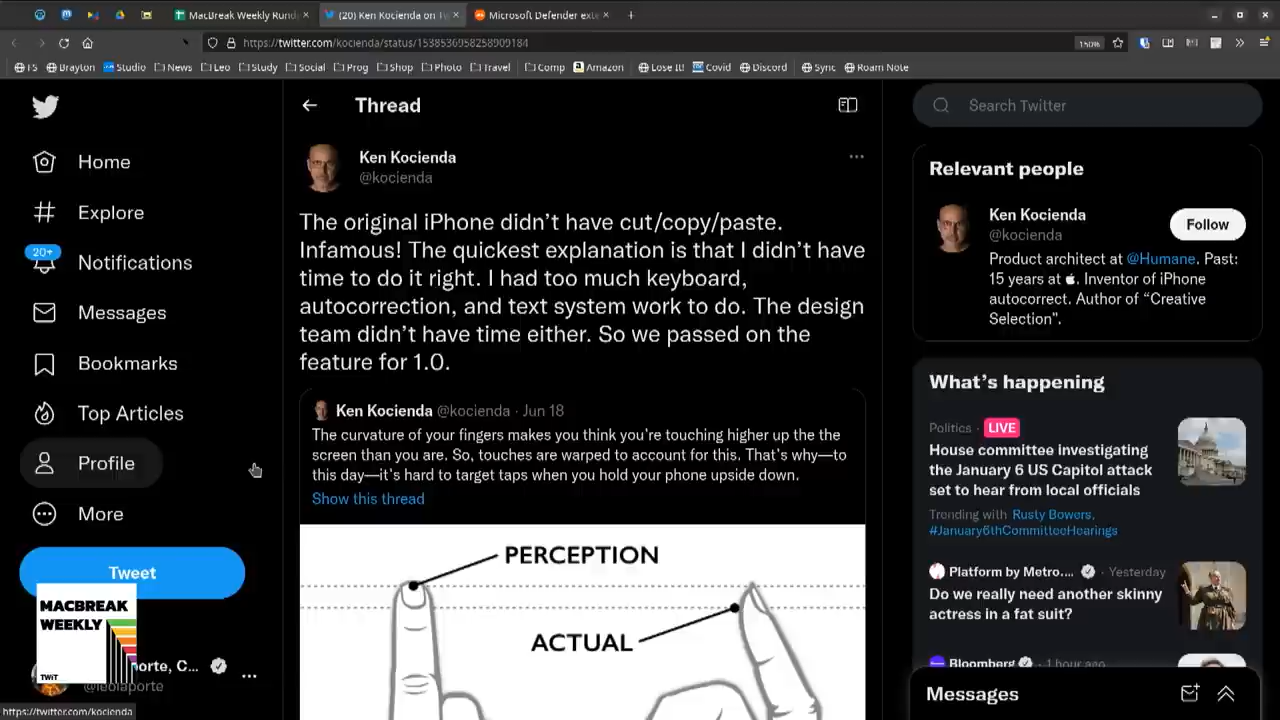 MacBreak Weekly Rund
(20) Ken Kocienda on Tw
Microsoft Defender exte
https://twitter.com/kocienda/status/1538536958258909184
150%
FS Brayton Studio News Leo Study Social Prog Shop Photo Travel Comp Amazon Lose It! Covid Discord Sync Roam Note
Home
Explore
20+
Notifications
Messages
Bookmarks
Top Articles
Profile
More
Tweet
MACBREAK
WEEKLY
TWiT
orte, C...
@leolaporte
https://twitter.com/kocienda
Thread
Ken Kocienda
@kocienda
The original iPhone didn’t have cut/copy/paste.
Infamous! The quickest explanation is that I didn’t have
time to do it right. I had too much keyboard,
autocorrection, and text system work to do. The design
team didn’t have time either. So we passed on the
feature for 1.0.
Ken Kocienda @kocienda · Jun 18
The curvature of your fingers makes you think you’re touching higher up the the
screen than you are. So, touches are warped to account for this. That’s why—to
this day—it’s hard to target taps when you hold your phone upside down.
Show this thread
PERCEPTION
ACTUAL
Search Twitter
Relevant people
Ken Kocienda
@kocienda
Follow
Product architect at @Humane. Past:
15 years at . Inventor of iPhone
autocorrect. Author of “Creative
Selection”.
What’s happening
Politics · LIVE
House committee investigating
the January 6 US Capitol attack
set to hear from local officials
Trending with Rusty Bowers,
#January6thCommitteeHearings
Platform by Metro.... · Yesterday
Do we really need another skinny
actress in a fat suit?
Bloomberg · 1 hour ago
Messages